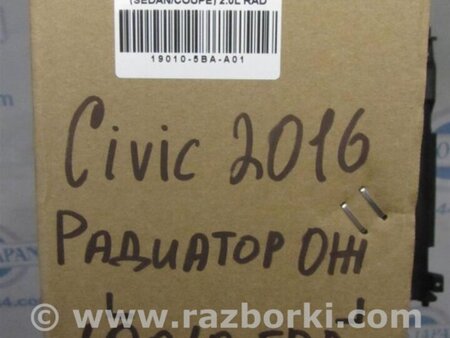 (SEDAN/COUPE) 2.0L RAD
19010-5BA-A01
Civic 2016
РАДИАТОР ОЖ
www.razborki.com